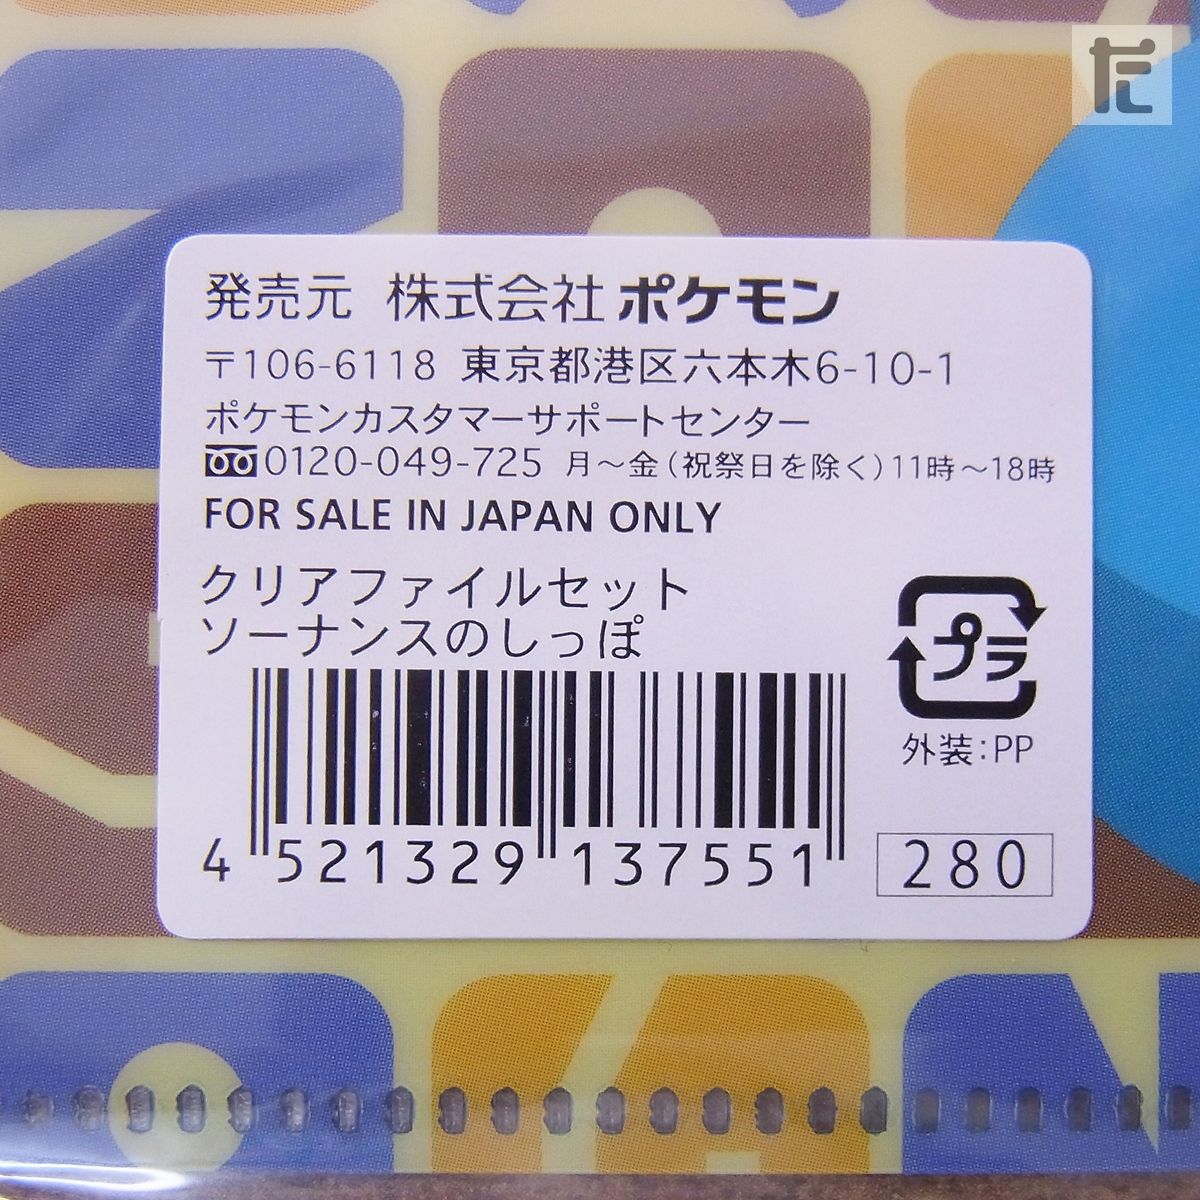 発売元 株式会社ポケモン
〒106-6118 東京都港区六本木6-10-1
ポケモンカスタマーサポートセンター
0120-049-725 月～金(祝祭日を除く)11時～18時
FOR SALE IN JAPAN ONLY
クリアファイルセット
ソーナンスのしっぽ
プラ
外装:PP
4 521329 137551
280